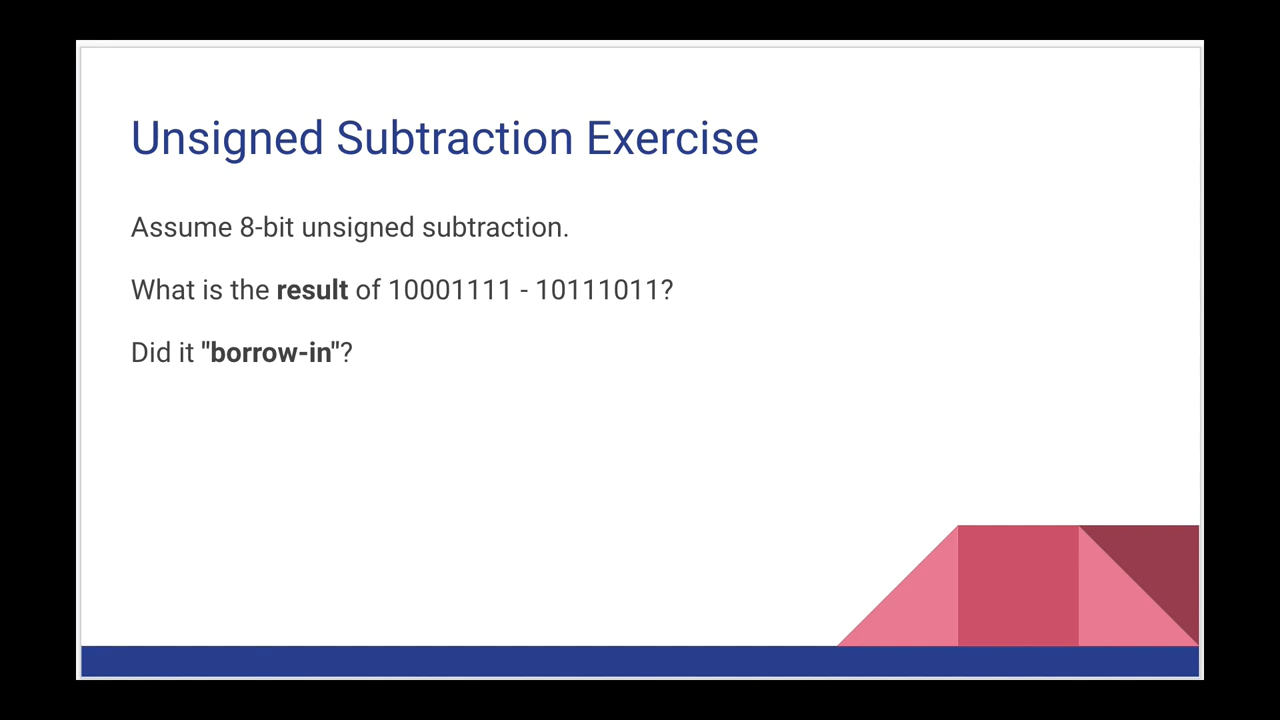 Unsigned Subtraction Exercise
Assume 8-bit unsigned subtraction.
What is the result of 10001111 - 10111011?
Did it "borrow-in"?